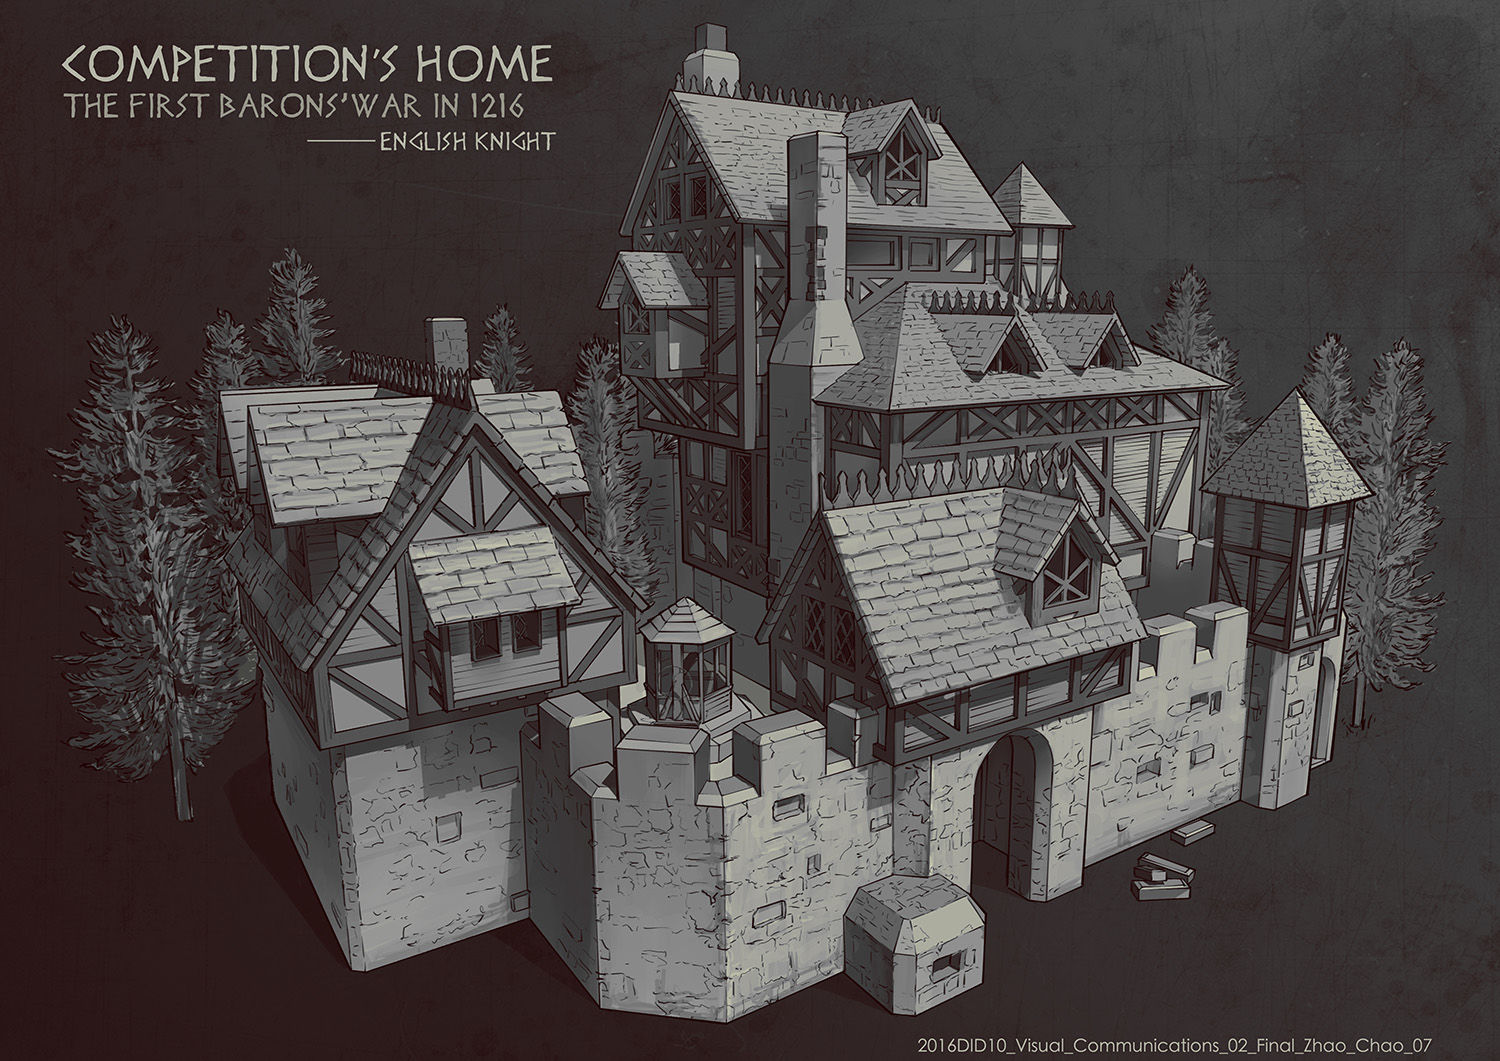 COMPETITION'S HOME
THE FIRST BARONS' WAR IN 1216
——ENGLISH KNIGHT
2016DID10_Visual_Communications_02_Final_Zhao_Chao_07